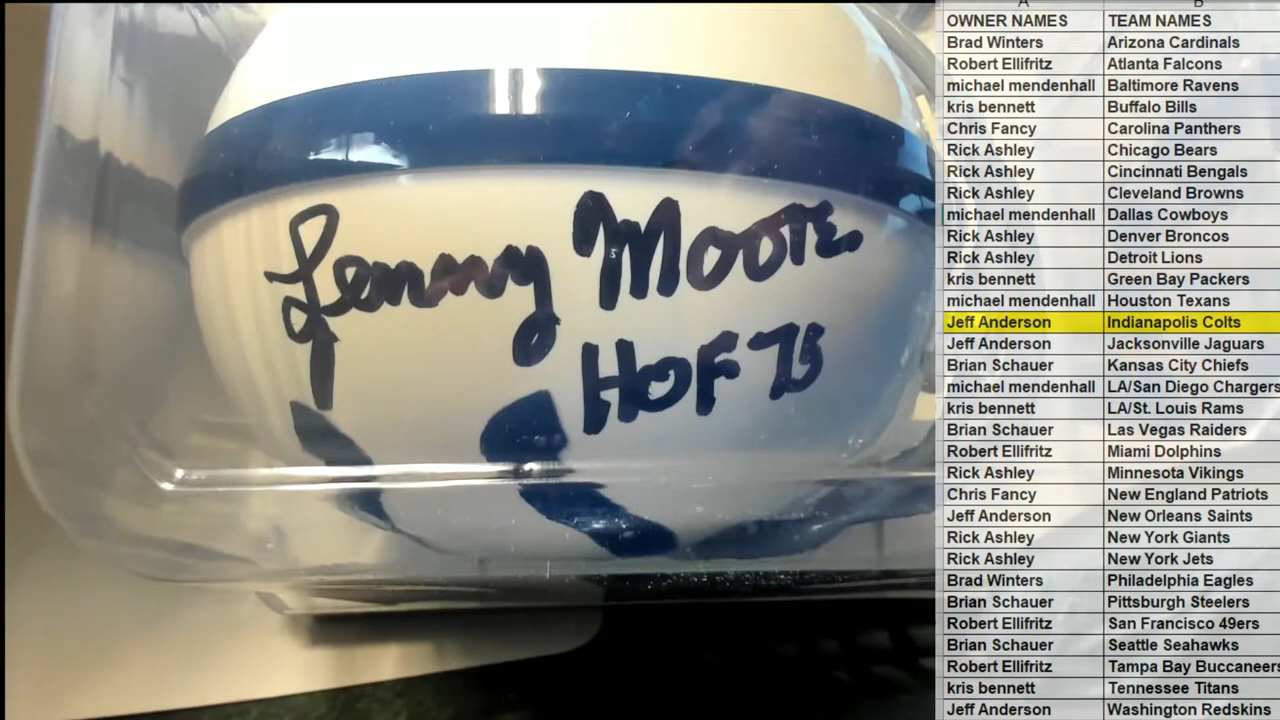 Lenny Moore
HOF 75
A B
OWNER NAMES TEAM NAMES
Brad Winters Arizona Cardinals
Robert Ellifritz Atlanta Falcons
michael mendenhall Baltimore Ravens
kris bennett Buffalo Bills
Chris Fancy Carolina Panthers
Rick Ashley Chicago Bears
Rick Ashley Cincinnati Bengals
Rick Ashley Cleveland Browns
michael mendenhall Dallas Cowboys
Rick Ashley Denver Broncos
Rick Ashley Detroit Lions
kris bennett Green Bay Packers
michael mendenhall Houston Texans
Jeff Anderson Indianapolis Colts
Jeff Anderson Jacksonville Jaguars
Brian Schauer Kansas City Chiefs
michael mendenhall LA/San Diego Chargers
kris bennett LA/St. Louis Rams
Brian Schauer Las Vegas Raiders
Robert Ellifritz Miami Dolphins
Rick Ashley Minnesota Vikings
Chris Fancy New England Patriots
Jeff Anderson New Orleans Saints
Rick Ashley New York Giants
Rick Ashley New York Jets
Brad Winters Philadelphia Eagles
Brian Schauer Pittsburgh Steelers
Robert Ellifritz San Francisco 49ers
Brian Schauer Seattle Seahawks
Robert Ellifritz Tampa Bay Buccaneers
kris bennett Tennessee Titans
Jeff Anderson Washington Redskins